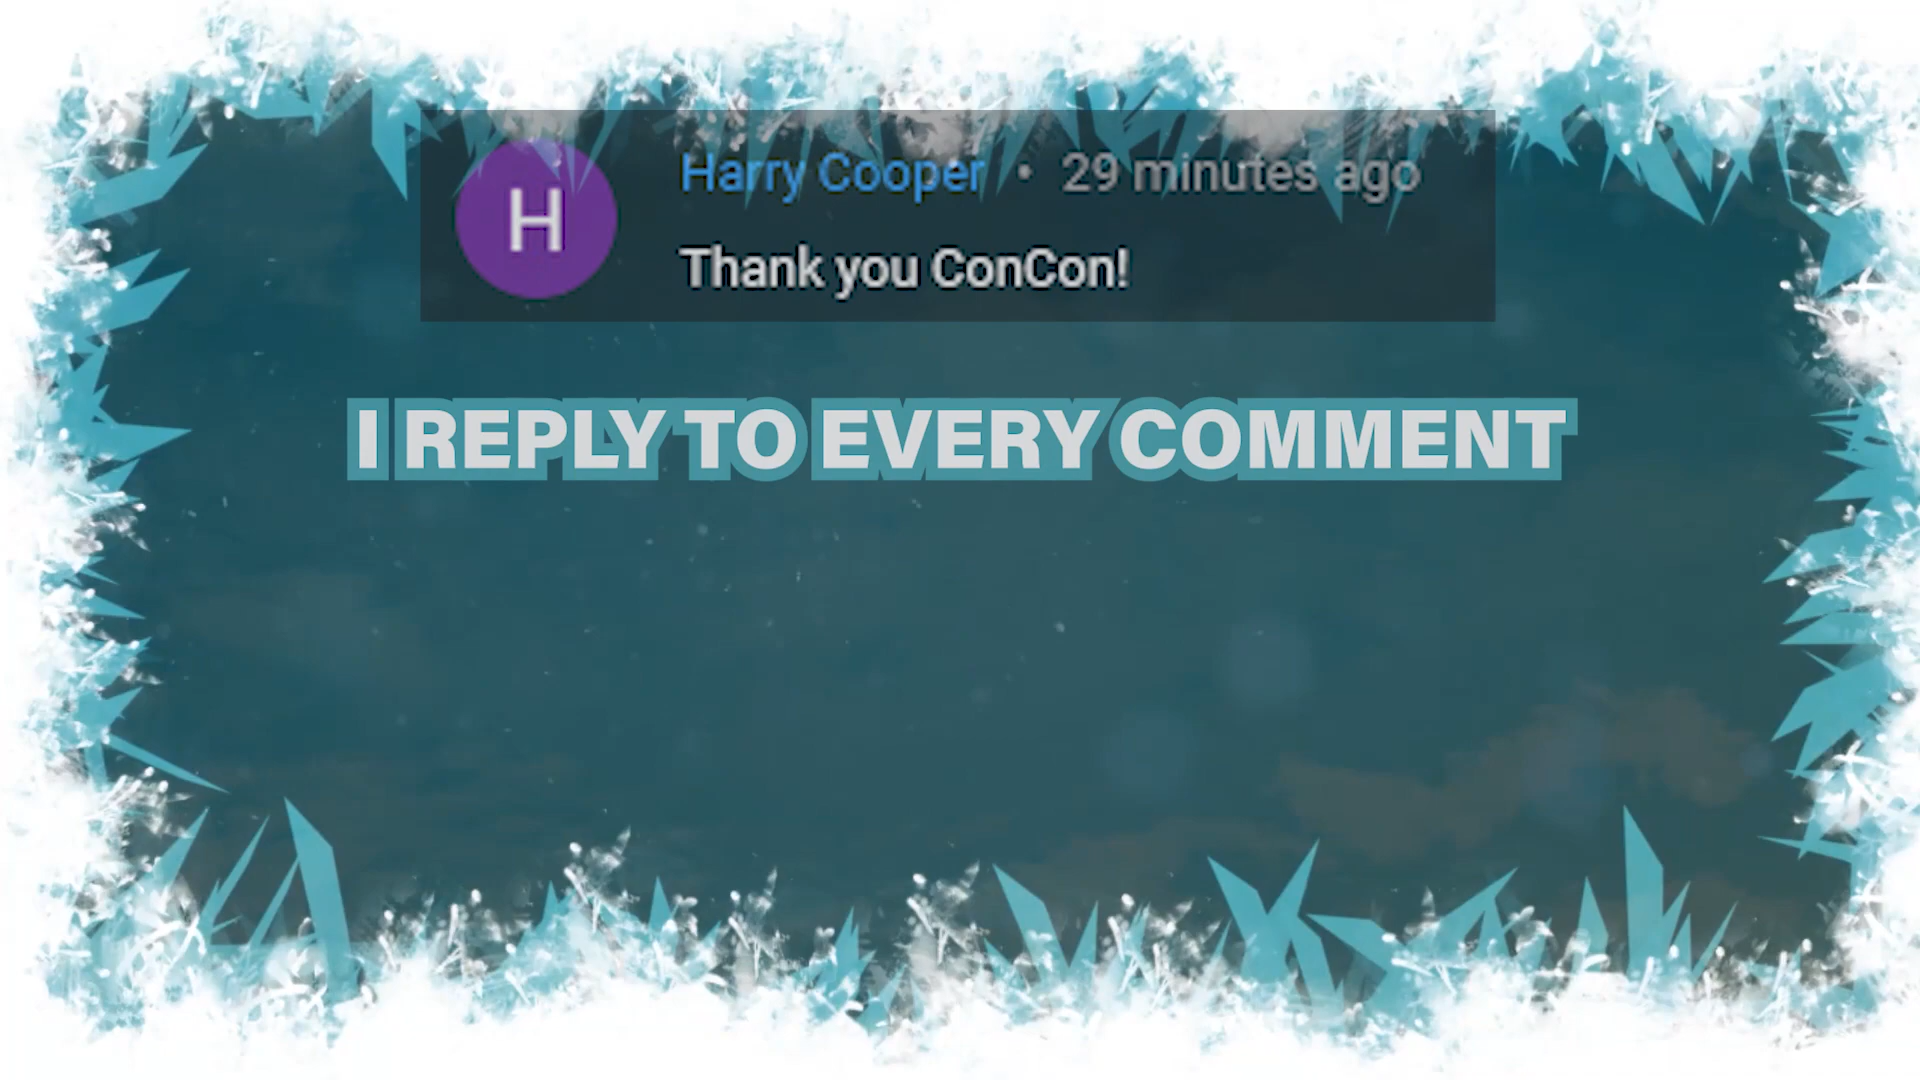 H
Harry Cooper • 29 minutes ago
Thank you ConCon!
I REPLY TO EVERY COMMENT